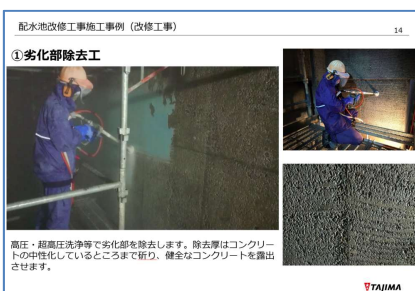 配水池改修工事施工事例（改修工事）
14
①劣化部除去工
高圧・超高圧洗浄等で劣化部を除去します。除去厚はコンクリー
トの中性化しているところまで斫り、健全なコンクリートを露出
させます。
TAJIMA